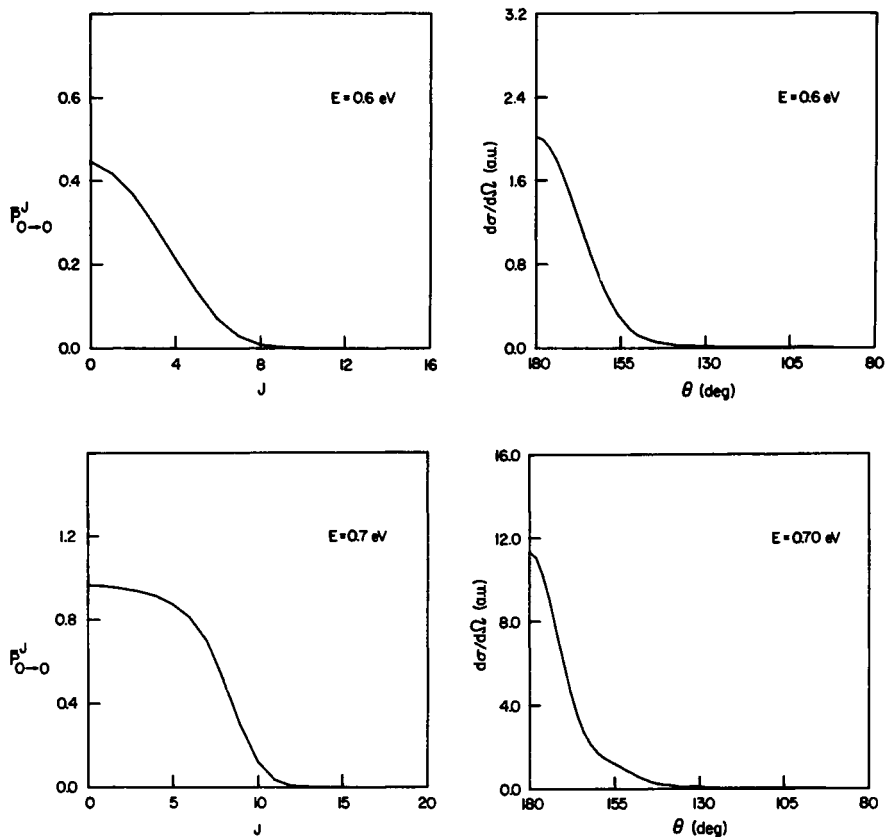 0.6
0.4
0.2
0.0
P̄ᴶ₀→₀
E = 0.6 eV
0 4 8 12 16
J
3.2
2.4
1.6
0.8
0.0
dσ/dΩ (a.u.)
E = 0.6 eV
180 155 130 105 80
θ (deg)
1.2
0.8
0.4
0.0
P̄ᴶ₀→₀
E = 0.7 eV
0 5 10 15 20
J
16.0
12.0
8.0
4.0
0.0
dσ/dΩ (a.u.)
E = 0.70 eV
180 155 130 105 80
θ (deg)